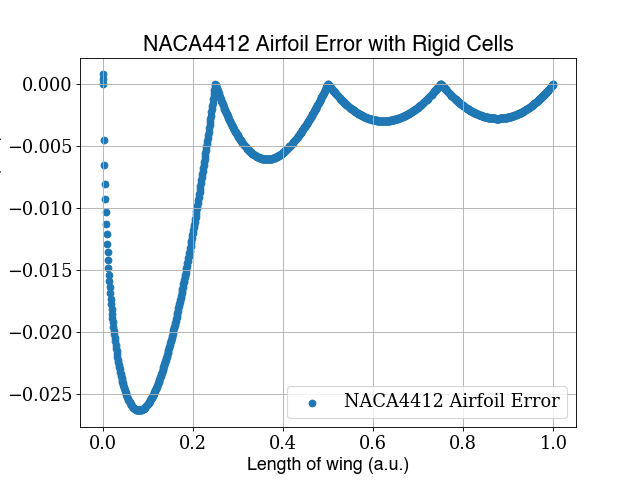 NACA4412 Airfoil Error with Rigid Cells
0.000
−0.005
−0.010
−0.015
−0.020
−0.025
NACA4412 Airfoil Error
0.0 0.2 0.4 0.6 0.8 1.0
Length of wing (a.u.)